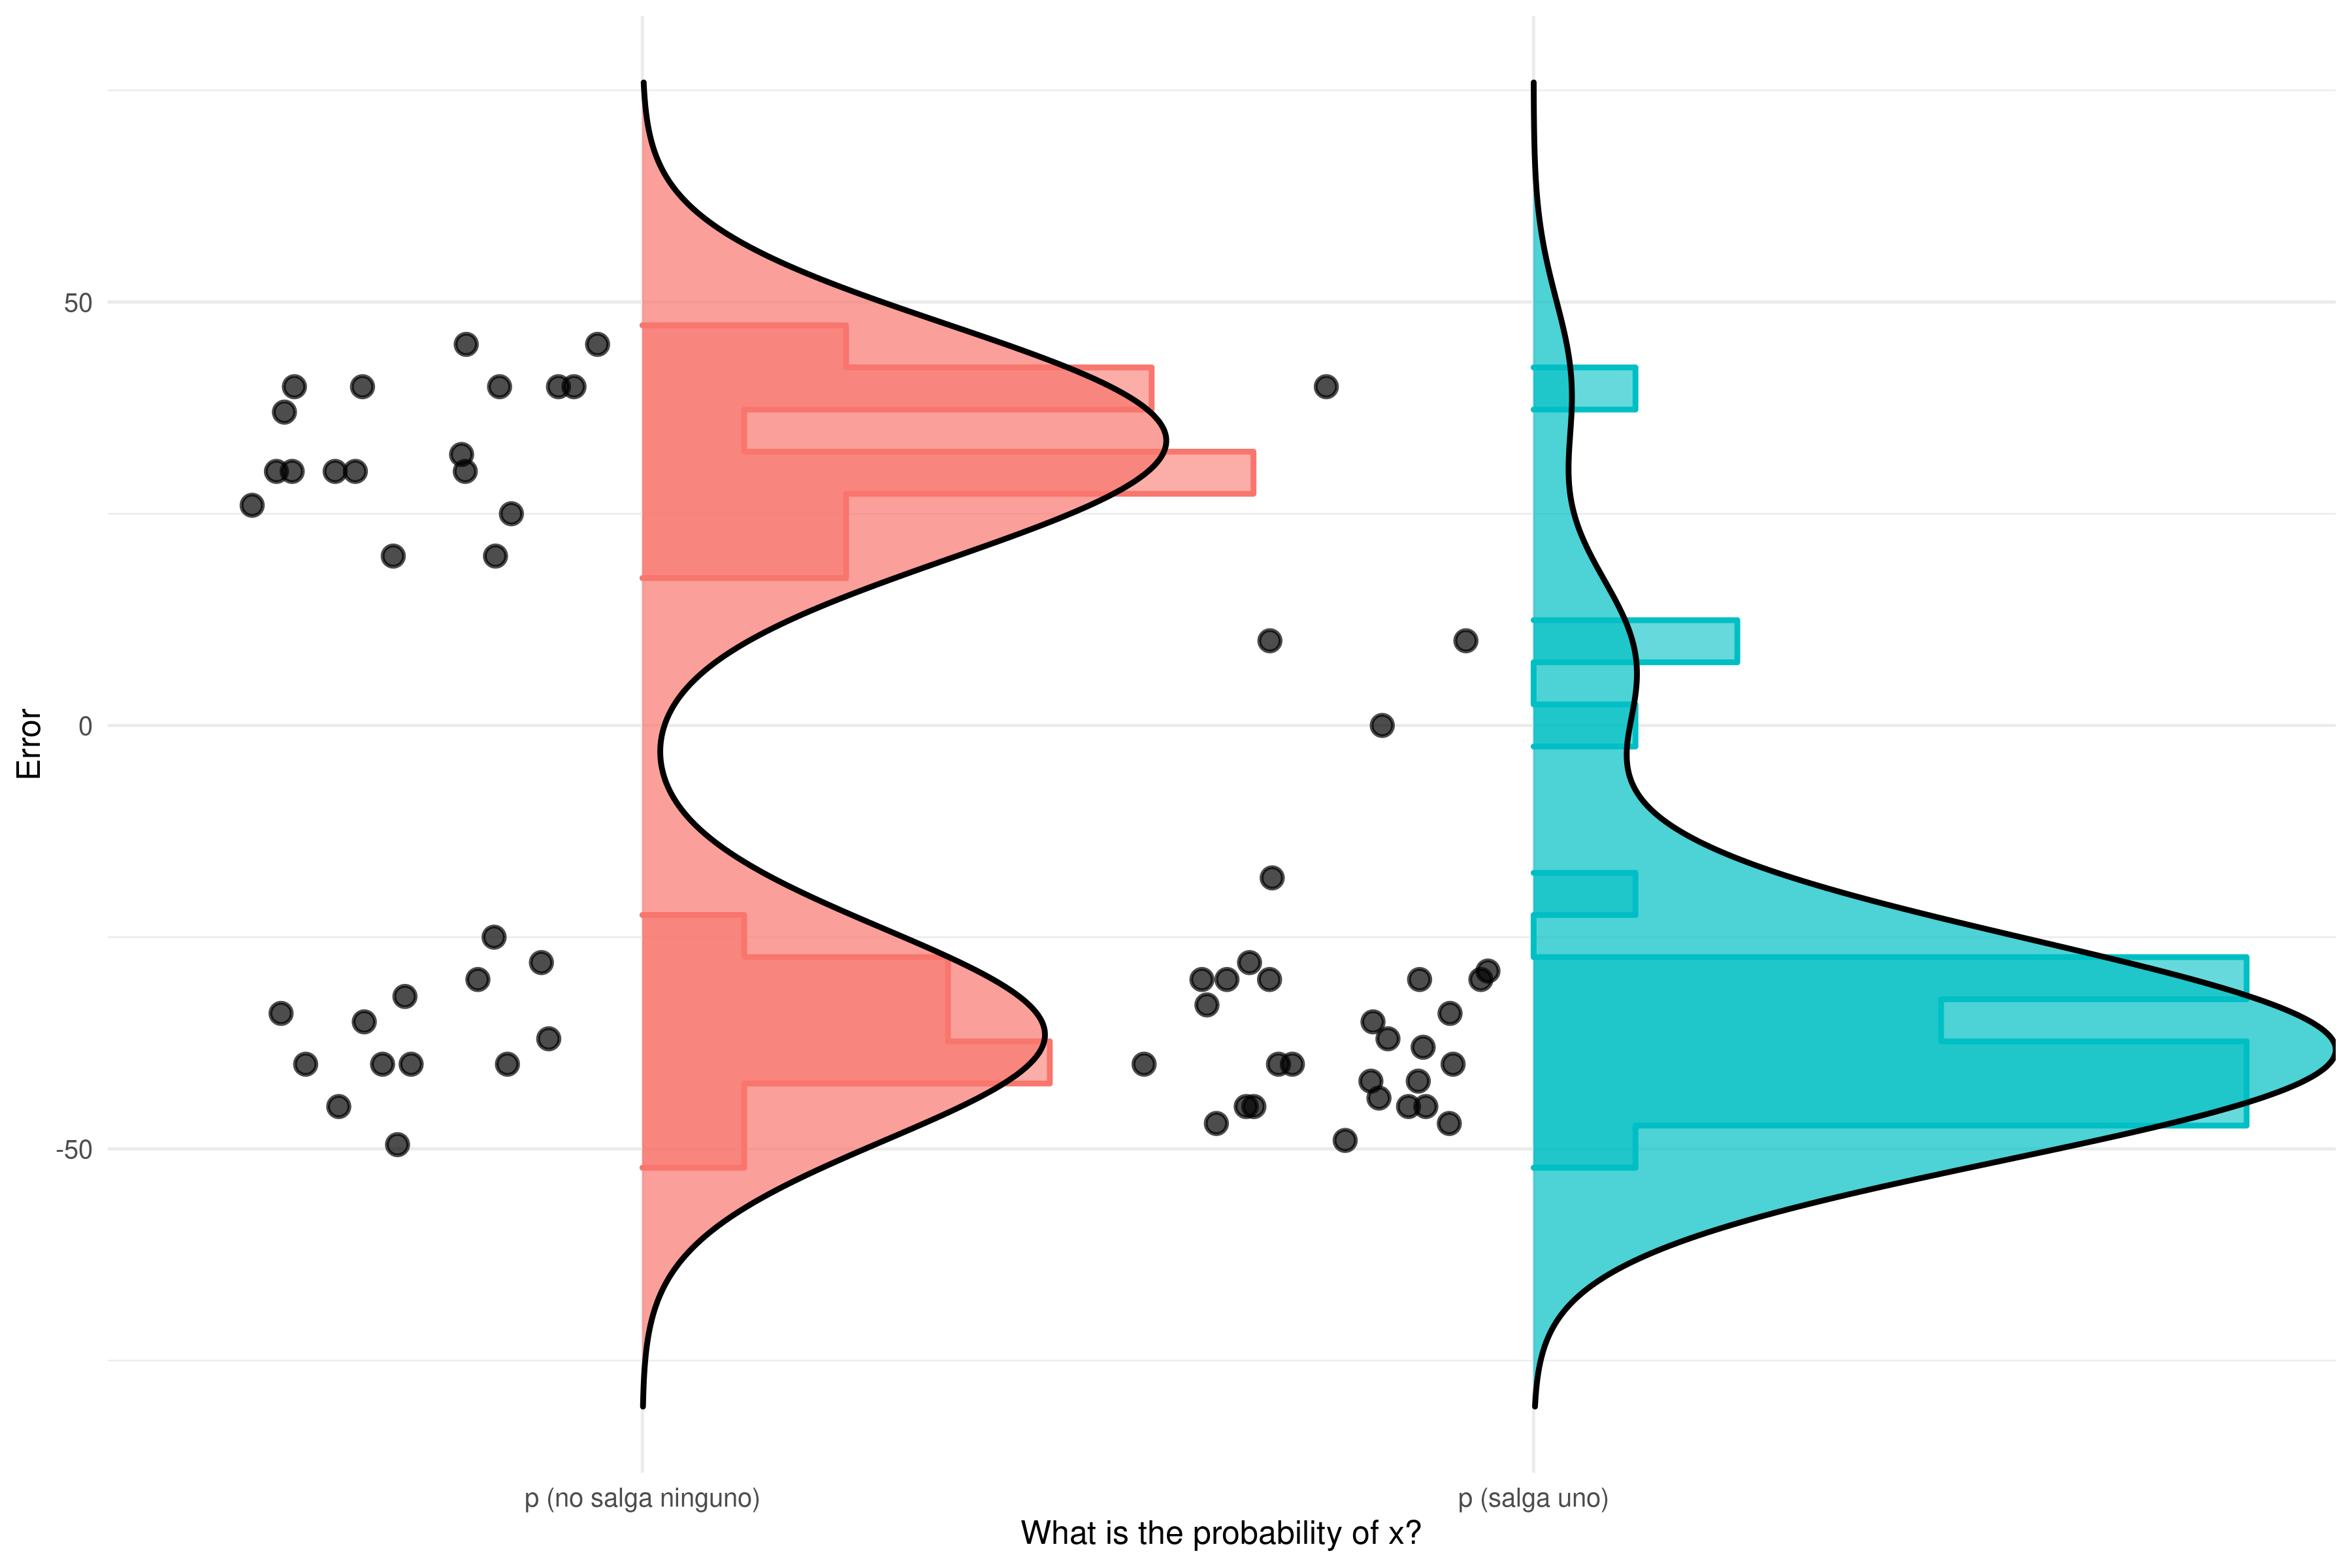 50
0
-50
Error
p (no salga ninguno)
p (salga uno)
What is the probability of x?